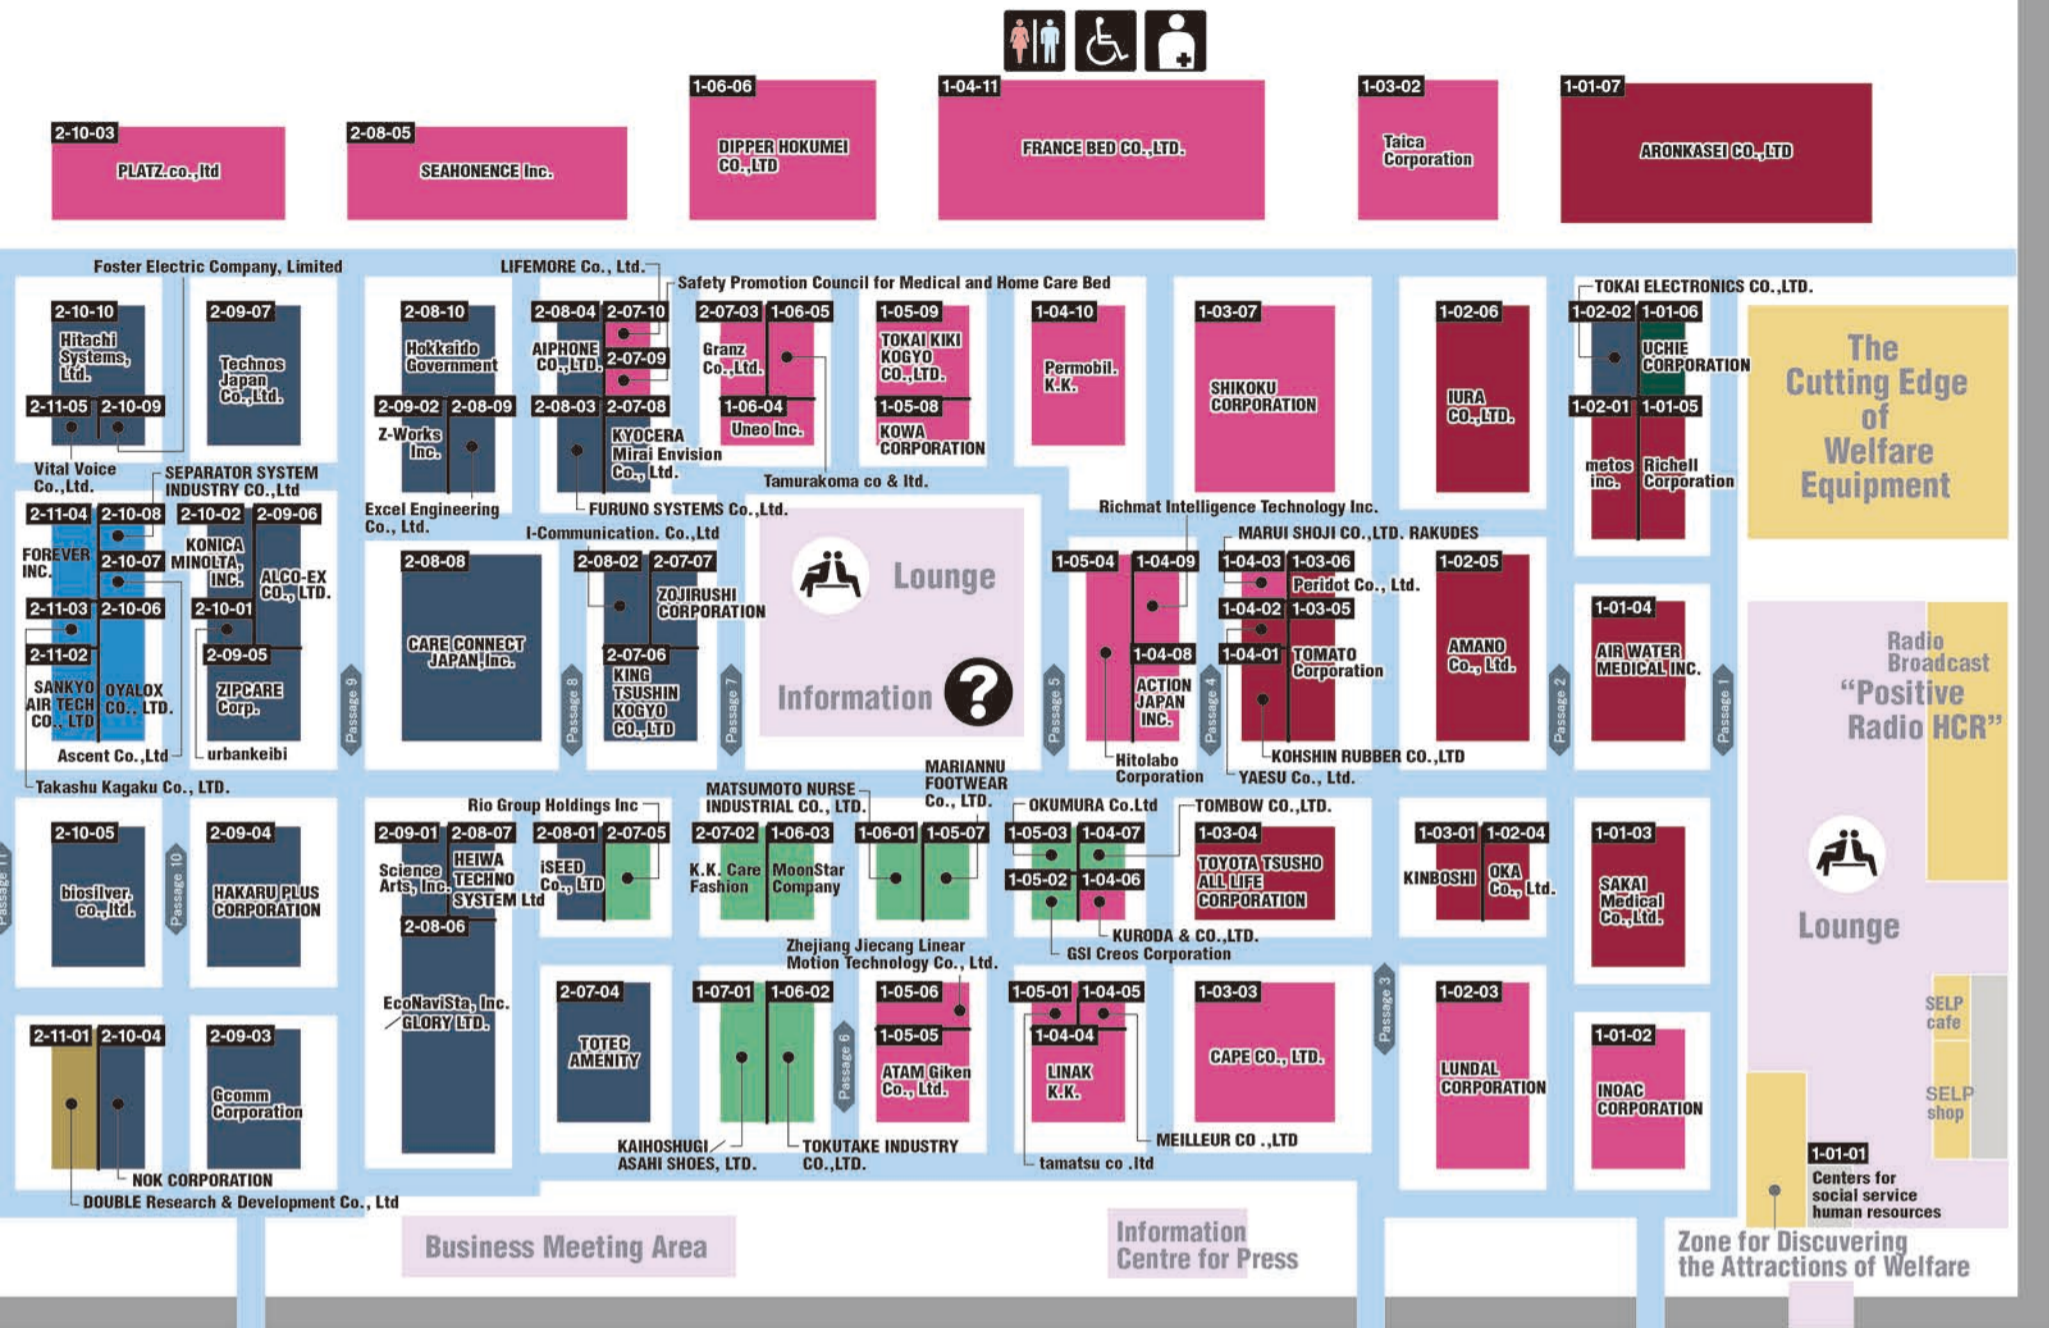 1-06-06
1-04-11
1-03-02
1-01-07
2-10-03
2-08-05
PLATZ.co.,ltd
SEAHONENCE Inc.
DIPPER HOKUMEI
CO.,LTD
FRANCE BED CO.,LTD.
Taica
Corporation
ARONKASEI CO.,LTD
Foster Electric Company, Limited
LIFEMORE Co., Ltd.
Safety Promotion Council for Medical and Home Care Bed
TOKAI ELECTRONICS CO.,LTD.
2-10-10
Hitachi
Systems,
Ltd.
2-11-05
2-10-09
Vital Voice
Co.,Ltd.
2-09-07
Technos
Japan
Co.,Ltd.
2-08-10
Hokkaido
Government
2-09-02
2-08-09
Z-Works
Inc.
Excel Engineering
Co., Ltd.
2-08-04
2-07-10
AIPHONE
CO.,LTD.
2-07-09
2-08-03
2-07-08
KYOCERA
Mirai Envision
Co., Ltd.
FURUNO SYSTEMS Co.,Ltd.
2-07-03
1-06-05
Granz
Co.,Ltd.
1-06-04
Uneo Inc.
Tamurakoma co & ltd.
1-05-09
TOKAI KIKI
KOGYO
CO.,LTD.
1-05-08
KOWA
CORPORATION
1-04-10
Permobil.
K.K.
1-03-07
SHIKOKU
CORPORATION
1-02-06
IURA
CO.,LTD.
1-02-02
1-01-06
UCHIE
CORPORATION
1-02-01
1-01-05
metos
inc.
Richell
Corporation
The
Cutting Edge
of
Welfare
Equipment
SEPARATOR SYSTEM
INDUSTRY CO.,Ltd
2-11-04
2-10-08
FOREVER
INC.
2-10-07
2-11-03
2-10-06
2-11-02
SANKYO
AIR TECH
CO., LTD
OYALOX
CO., LTD.
Ascent Co.,Ltd
Takashu Kagaku Co., LTD.
2-10-02
2-09-06
KONICA
MINOLTA,
INC.
ALCO-EX
CO., LTD.
2-10-01
2-09-05
ZIPCARE
Corp.
urbankeibi
Passage 9
2-08-08
CARE CONNECT
JAPAN,Inc.
Passage 8
I-Communication. Co.,Ltd
2-08-02
2-07-07
ZOJIRUSHI
CORPORATION
2-07-06
KING
TSUSHIN
KOGYO
CO.,LTD
Passage 7
Lounge
Information
?
Passage 5
Richmat Intelligence Technology Inc.
1-05-04
1-04-09
1-04-08
ACTION
JAPAN
INC.
Hitolabo
Corporation
Passage 4
MARUI SHOJI CO.,LTD. RAKUDES
1-04-03
1-03-06
Peridot Co., Ltd.
1-04-02
1-03-05
1-04-01
TOMATO
Corporation
KOHSHIN RUBBER CO.,LTD
YAESU Co., Ltd.
1-02-05
AMANO
Co., Ltd.
Passage 2
1-01-04
AIR WATER
MEDICAL INC.
Passage 1
Radio
Broadcast
“Positive
Radio HCR”
Passage 11
2-10-05
biosilver.
co.,ltd.
Passage 10
2-09-04
HAKARU PLUS
CORPORATION
2-09-01
2-08-07
Science
Arts, Inc.
HEIWA
TECHNO
SYSTEM Ltd
2-08-06
EcoNaviSta, Inc.
GLORY LTD.
Rio Group Holdings Inc
2-08-01
2-07-05
iSEED
Co., LTD
MATSUMOTO NURSE
INDUSTRIAL CO., LTD.
2-07-02
1-06-03
K.K. Care
Fashion
MoonStar
Company
MARIANNU
FOOTWEAR
Co., LTD.
1-06-01
1-05-07
OKUMURA Co.Ltd
TOMBOW CO.,LTD.
1-05-03
1-04-07
1-05-02
1-04-06
KURODA & CO.,LTD.
GSI Creos Corporation
1-03-04
TOYOTA TSUSHO
ALL LIFE
CORPORATION
1-03-01
1-02-04
KINBOSHI
OKA
Co., Ltd.
1-01-03
SAKAI
Medical
Co.,Ltd.
Lounge
2-11-01
2-10-04
NOK CORPORATION
DOUBLE Research & Development Co., Ltd
2-09-03
Gcomm
Corporation
2-07-04
TOTEC
AMENITY
1-07-01
1-06-02
KAIHOSHUGI
ASAHI SHOES, LTD.
TOKUTAKE INDUSTRY
CO.,LTD.
Passage 6
Zhejiang Jiecang Linear
Motion Technology Co., Ltd.
1-05-06
1-05-05
ATAM Giken
Co., Ltd.
1-05-01
1-04-05
1-04-04
LINAK
K.K.
MEILLEUR CO .,LTD
tamatsu co .ltd
1-03-03
CAPE CO., LTD.
Passage 3
1-02-03
LUNDAL
CORPORATION
1-01-02
INOAC
CORPORATION
SELP
cafe
SELP
shop
1-01-01
Centers for
social service
human resources
Business Meeting Area
Information
Centre for Press
Zone for Discuvering
the Attractions of Welfare